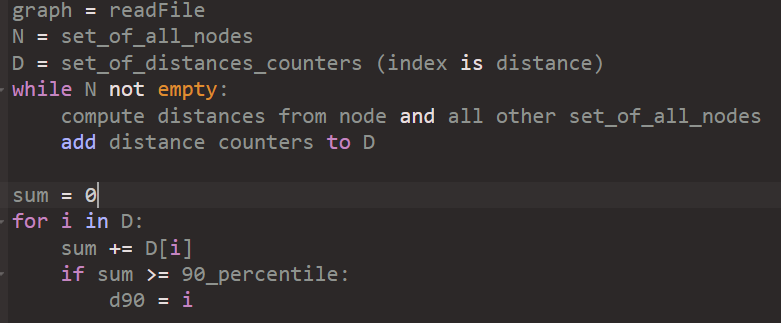 graph = readFile
N = set_of_all_nodes
D = set_of_distances_counters (index is distance)
while N not empty:
    compute distances from node and all other set_of_all_nodes
    add distance counters to D

sum = 0
for i in D:
    sum += D[i]
    if sum >= 90_percentile:
        d90 = i